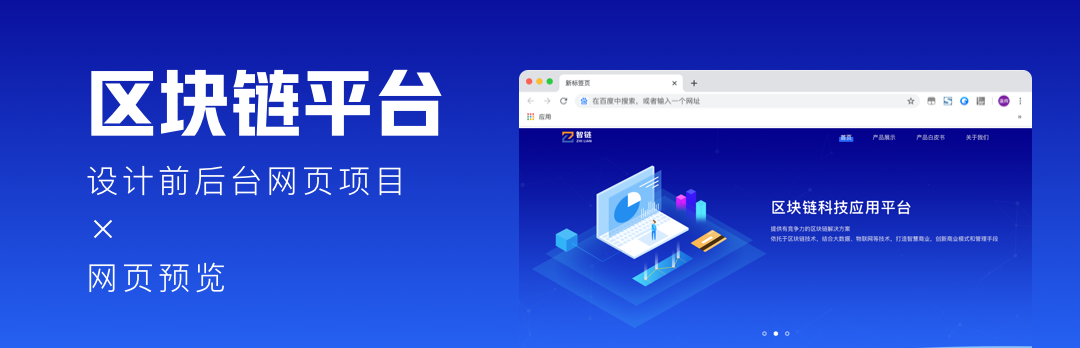 区块链平台
设计前后台网页项目
×
网页预览
新标签页
在百度中搜索，或者输入一个网址
应用
智链
ZHI LIAN
首页 产品展示 产品白皮书 关于我们
区块链科技应用平台
提供有竞争力的区块链解决方案
依托于区块链技术、结合大数据、物联网等技术，打造智慧商业，创新商业模式和管理手段